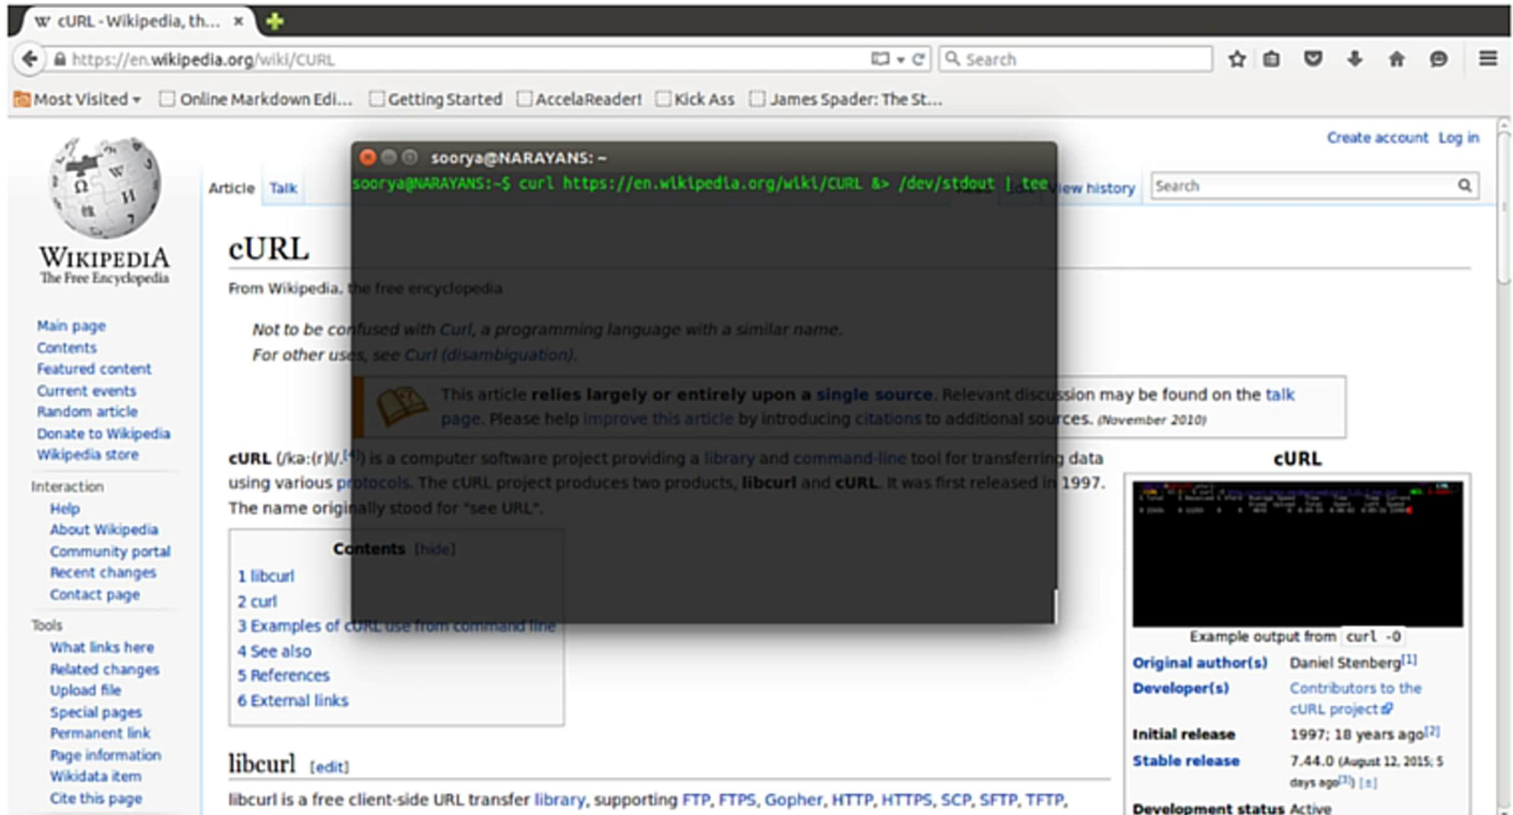 cURL - Wikipedia, th...
https://en.wikipedia.org/wiki/CURL
Search
Most Visited
Online Markdown Edi...
Getting Started
AccelaReader!
Kick Ass
James Spader: The St...
Create account Log in
soorya@NARAYANS: ~
soorya@NARAYANS:~$ curl https://en.wikipedia.org/wiki/CURL &> /dev/stdout | tee
Article Talk
View history
Search
WIKIPEDIA
The Free Encyclopedia
Main page
Contents
Featured content
Current events
Random article
Donate to Wikipedia
Wikipedia store
Interaction
Help
About Wikipedia
Community portal
Recent changes
Contact page
Tools
What links here
Related changes
Upload file
Special pages
Permanent link
Page information
Wikidata item
Cite this page
cURL
From Wikipedia, the free encyclopedia
Not to be confused with Curl, a programming language with a similar name.
For other uses, see Curl (disambiguation).
This article relies largely or entirely upon a single source. Relevant discussion may be found on the talk
page. Please help improve this article by introducing citations to additional sources. (November 2010)
cURL (/kə:(r)l/.[4]) is a computer software project providing a library and command-line tool for transferring data
using various protocols. The cURL project produces two products, libcurl and cURL. It was first released in 1997.
The name originally stood for "see URL".
Contents [hide]
1 libcurl
2 curl
3 Examples of cURL use from command line
4 See also
5 References
6 External links
libcurl [edit]
libcurl is a free client-side URL transfer library, supporting FTP, FTPS, Gopher, HTTP, HTTPS, SCP, SFTP, TFTP,
cURL
Example output from curl -O
Original author(s) Daniel Stenberg[1]
Developer(s) Contributors to the
cURL project
Initial release 1997; 18 years ago[2]
Stable release 7.44.0 (August 12, 2015; 5
days ago[3]) [±]
Development status Active